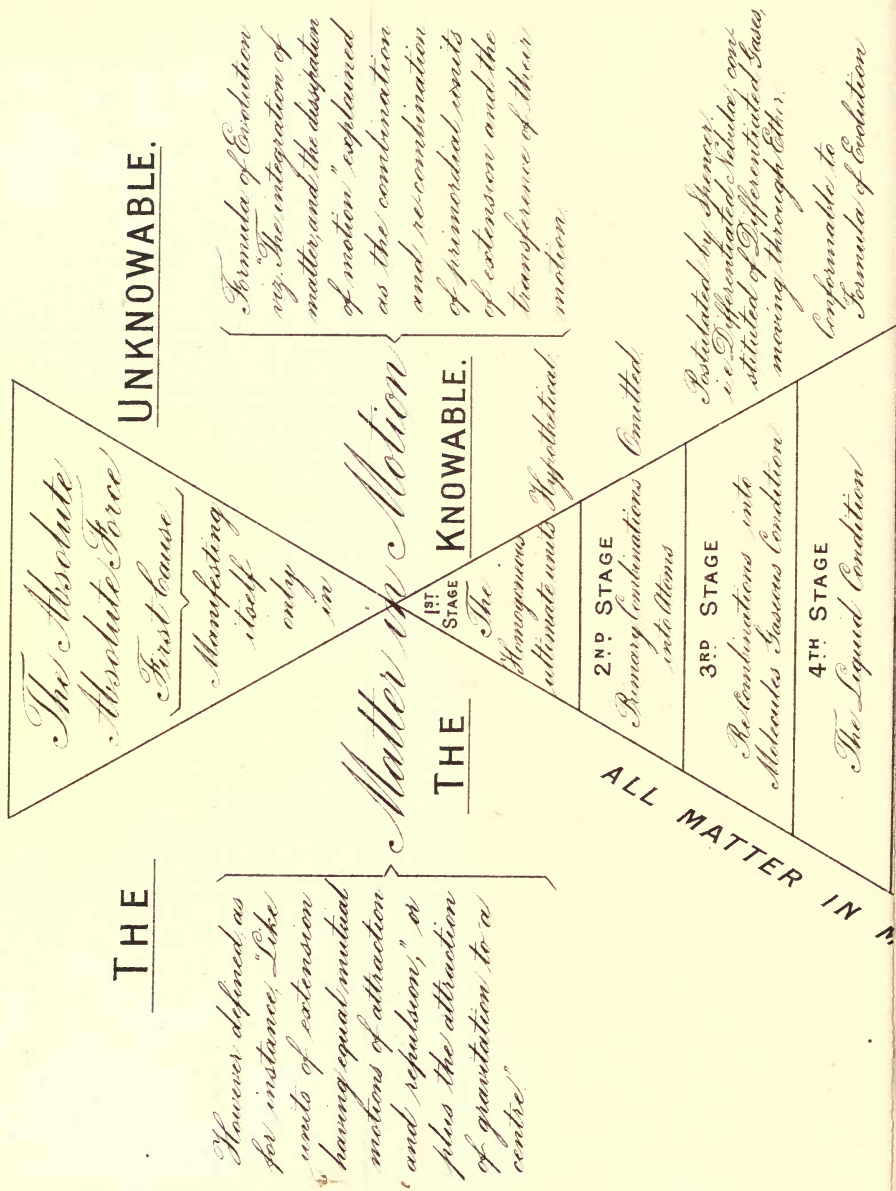 THE UNKNOWABLE.
The Absolute
Absolute Force
First Cause
Manifesting
itself
only
in
However defined, as
for instance, "Like
units of extension
having equal mutual
motions of attraction
and repulsion," or
plus the attraction
of gravitation to a
centre"
Matter in Motion
Formula of Evolution
viz. "The integration of
matter, and the dissipation
of motion" explained
as the combination
and re-combination
of primordial units
of extension and the
transference of their
motion.
THE KNOWABLE.
1ST
STAGE
The
Homogenous
ultimate units Hypothetical.
2ND STAGE
Primary Combinations Omitted.
into Atoms
3RD STAGE
Re-Combinations into
Molecules Gaseous Condition
Postulated by Spencer.
i.e. Differentiated Nebulæ, con-
stituted of Differentiated Gases,
moving through Ether.
4TH STAGE
The Liquid Condition
Conformable to
Formula of Evolution
ALL MATTER IN M